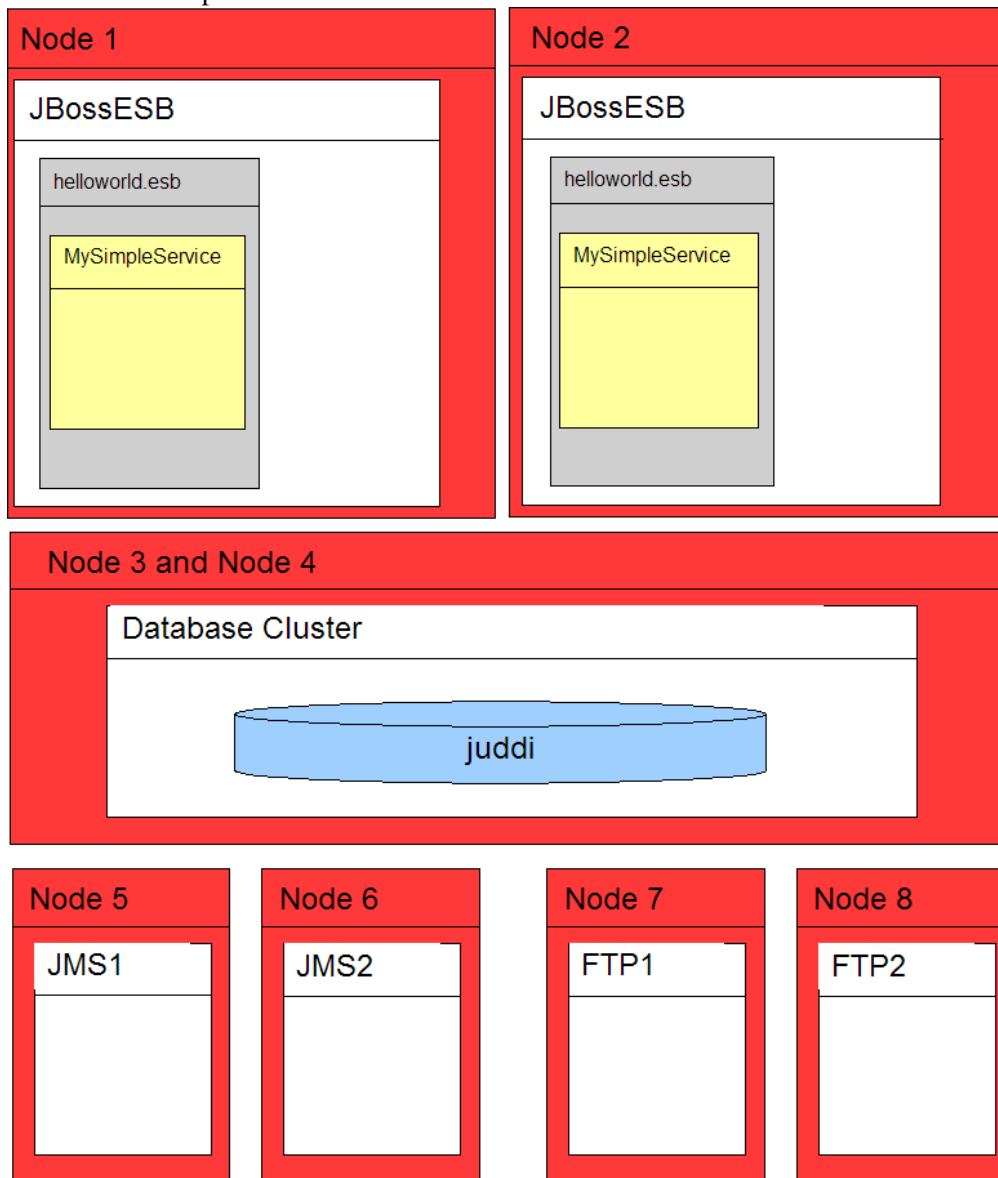 Node 1
Node 2
JBossESB
JBossESB
helloworld.esb
helloworld.esb
MySimpleService
MySimpleService
Node 3 and Node 4
Database Cluster
juddi
Node 5
Node 6
Node 7
Node 8
JMS1
JMS2
FTP1
FTP2